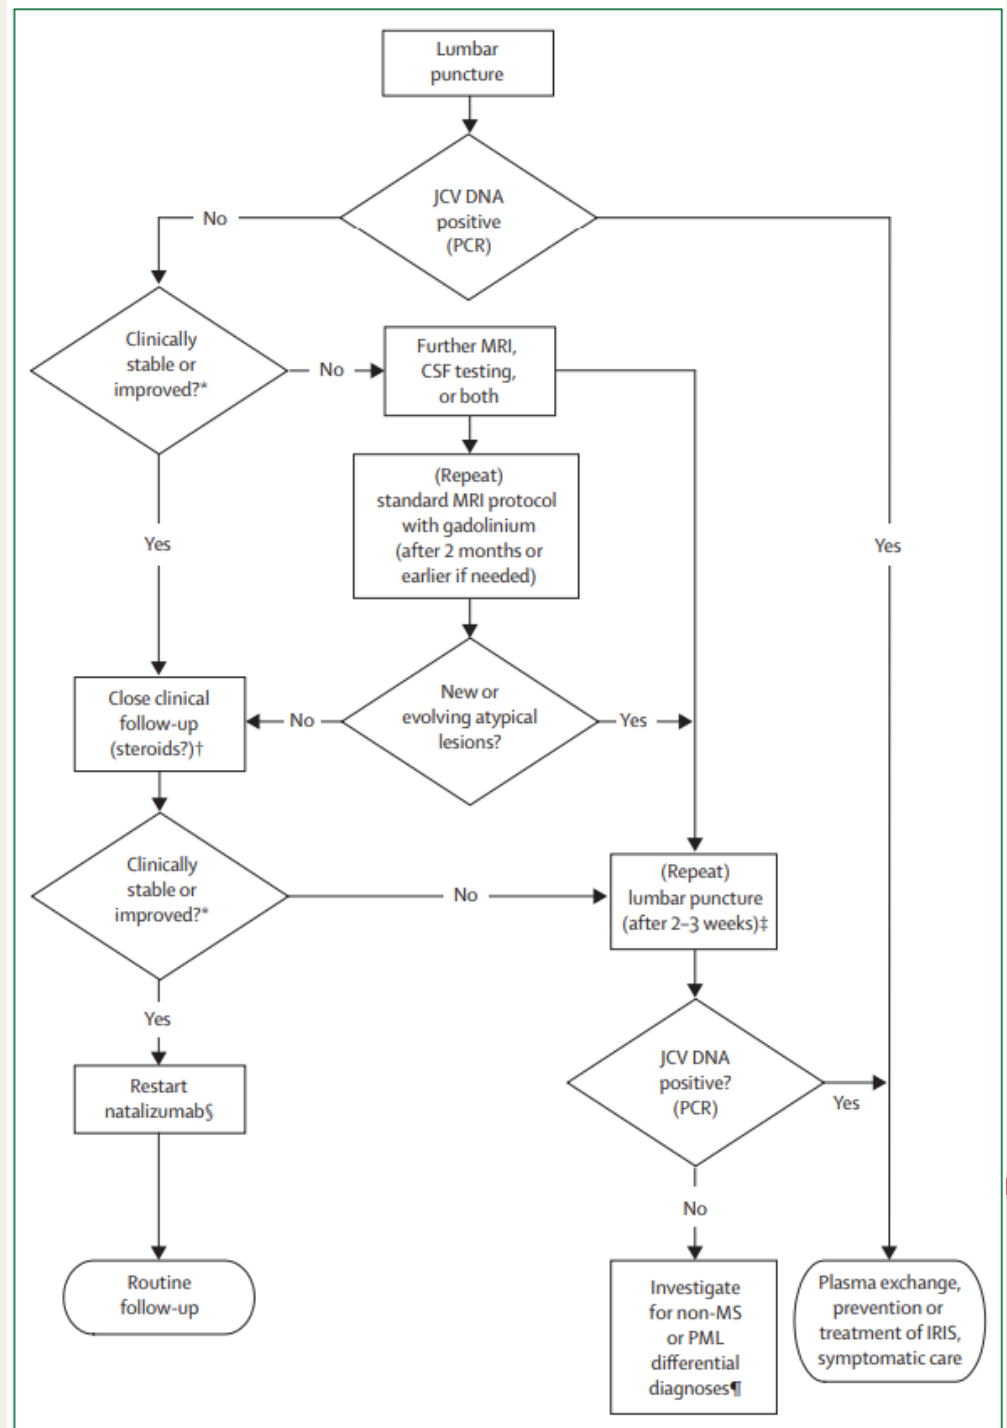 Lumbar
puncture
JCV DNA
positive
(PCR)
No
Clinically
stable or
improved?*
No
Further MRI,
CSF testing,
or both
(Repeat)
standard MRI protocol
with gadolinium
(after 2 months or
earlier if needed)
Yes
Yes
Close clinical
follow-up
(steroids?)†
No
New or
evolving atypical
lesions?
Yes
Clinically
stable or
improved?*
No
(Repeat)
lumbar puncture
(after 2–3 weeks)‡
Yes
JCV DNA
positive?
(PCR)
Yes
Restart
natalizumab§
No
Routine
follow-up
Investigate
for non-MS
or PML
differential
diagnoses¶
Plasma exchange,
prevention or
treatment of IRIS,
symptomatic care